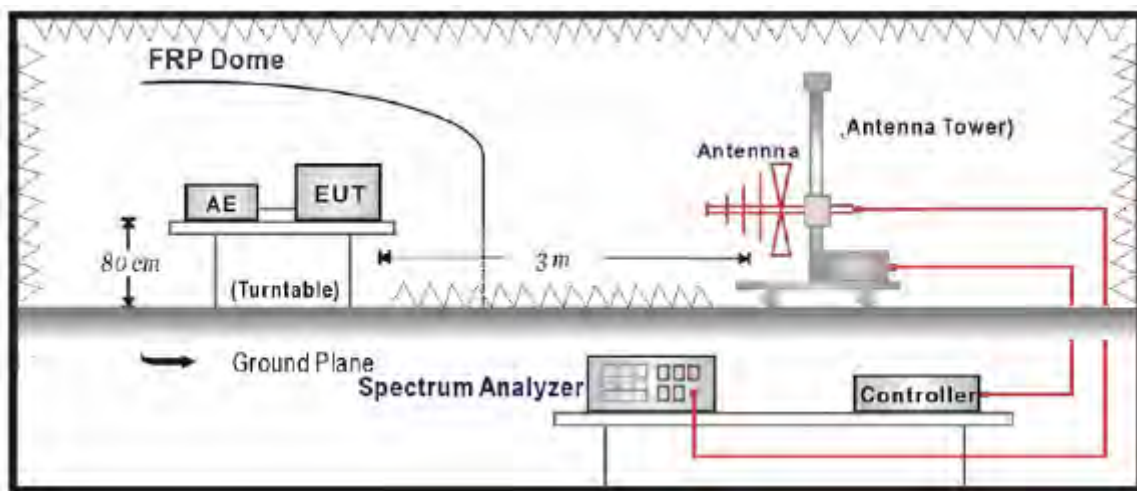 FRP Dome
,Antenna Tower)
Antennna
AE
EUT
80 cm
3 m
(Turntable)
Ground Plane
Spectrum Analyzer
Controller